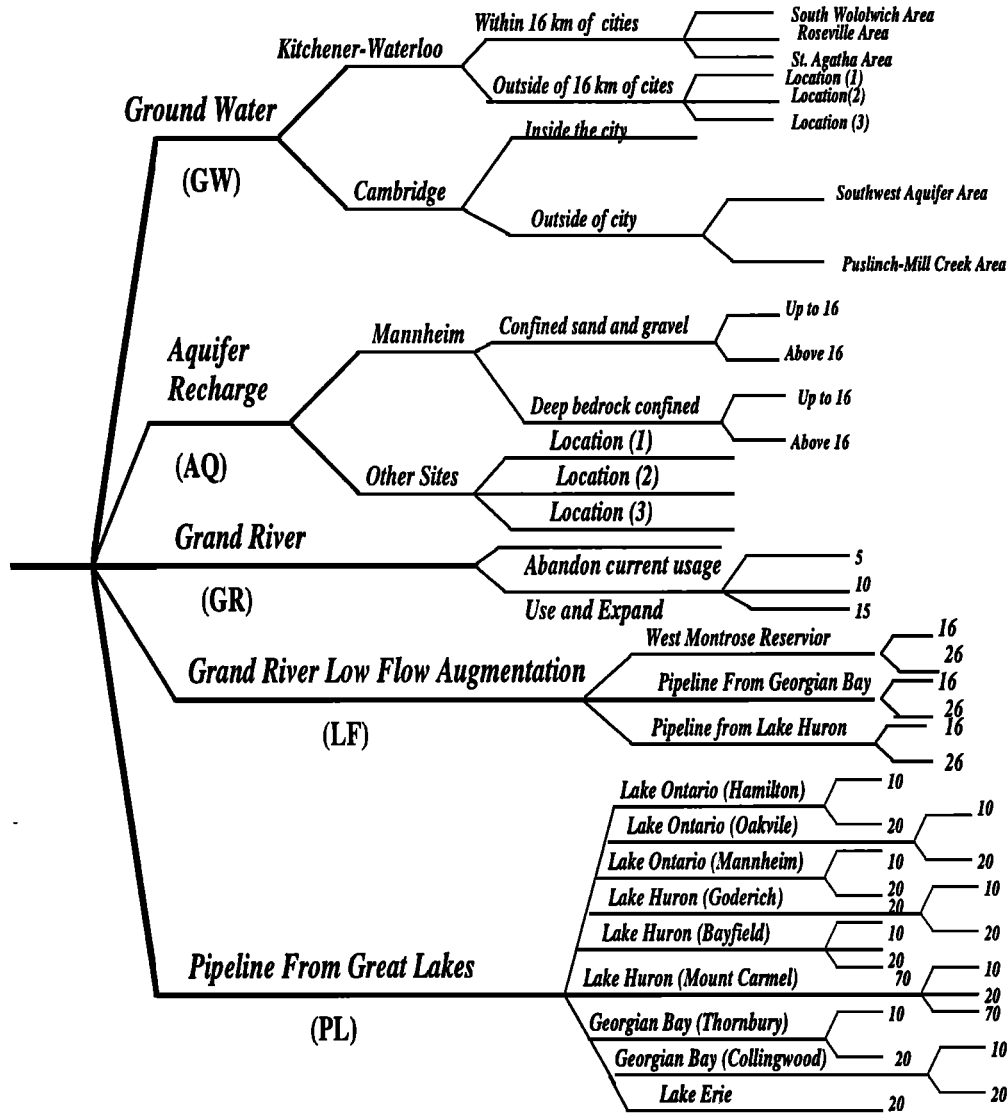 South Wololwich Area
Within 16 km of cities
Roseville Area
Kitchener-Waterloo
St. Agatha Area
Outside of 16 km of cites
Location (1)
Location(2)
Ground Water
Location (3)
(GW)
Inside the city
Cambridge
Southwest Aquifer Area
Outside of city
Puslinch-Mill Creek Area
Up to 16
Mannheim
Confined sand and gravel
Aquifer
Recharge
Above 16
Up to 16
Deep bedrock confined
Above 16
(AQ)
Location (1)
Other Sites
Location (2)
Location (3)
Grand River
(GR)
Abandon current usage
5
10
Use and Expand
15
West Montrose Reservior
16
26
Grand River Low Flow Augmentation
(LF)
Pipeline From Georgian Bay
16
26
Pipeline from Lake Huron
16
26
Lake Ontario (Hamilton)
10
20
Lake Ontario (Oakvile)
10
20
Lake Ontario (Mannheim)
10
20
Lake Huron (Goderich)
20
10
20
Lake Huron (Bayfield)
10
20
Pipeline From Great Lakes
(PL)
Lake Huron (Mount Carmel)
70
10
20
70
Georgian Bay (Thornbury)
10
20
Georgian Bay (Collingwood)
10
20
Lake Erie
20